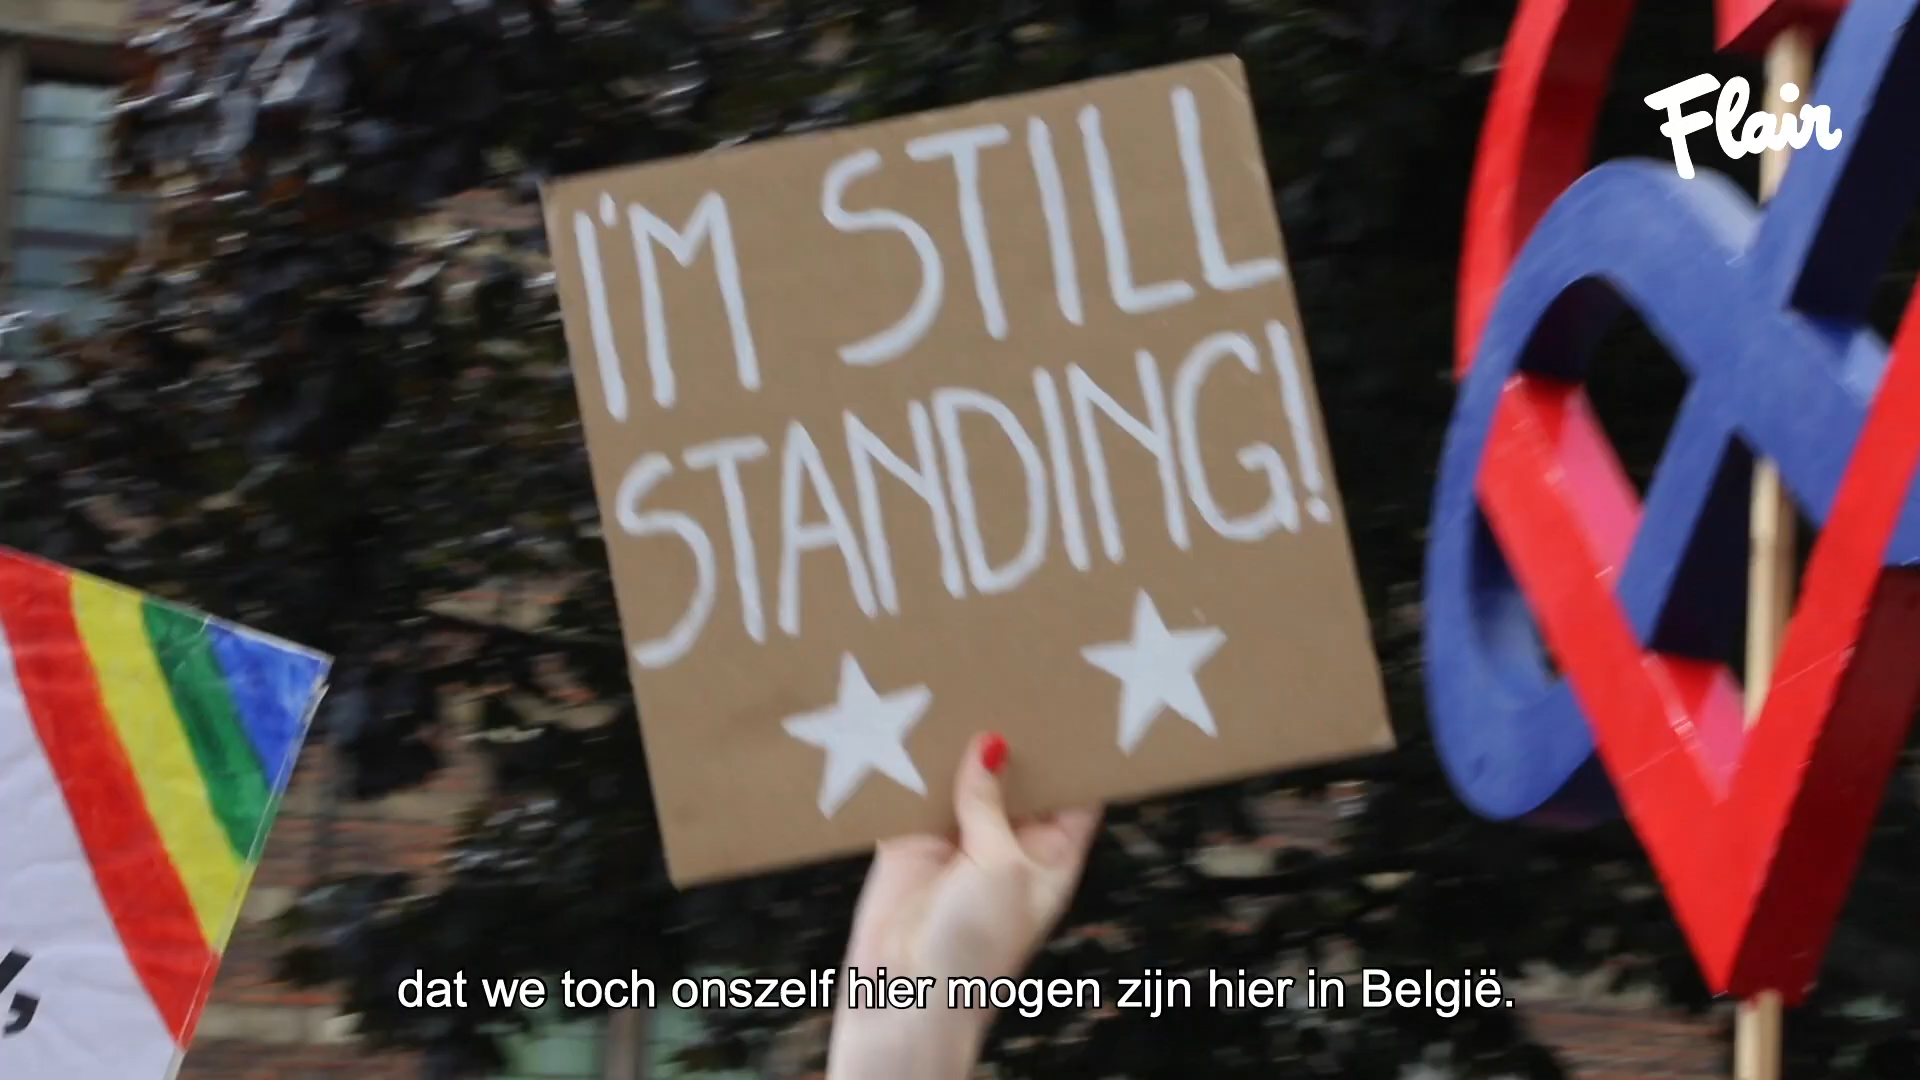 Flair
I'M STILL
STANDING!
dat we toch onszelf hier mogen zijn hier in België.